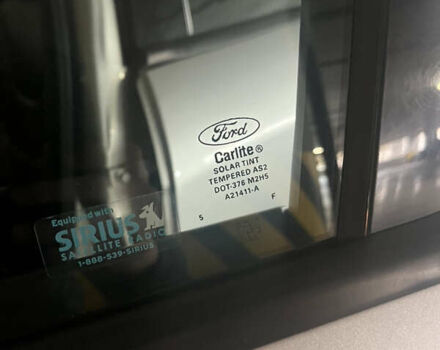 Ford
Carlite®
SOLAR TINT
TEMPERED AS2
DOT-376 M2H5
A21411-A
5 F
Equipped with
SIRIUS
SATELLITE RADIO
1-888-539-SIRIUS